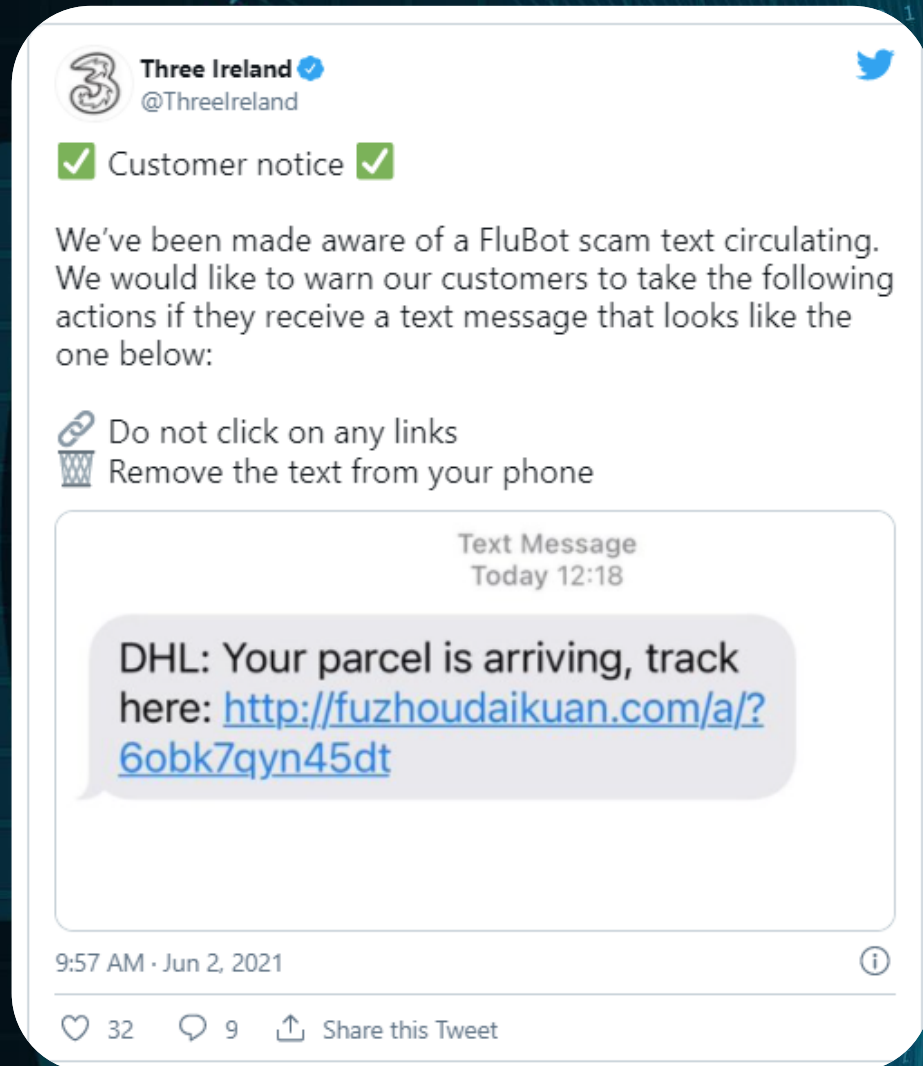 Three Ireland
@ThreeIreland
✅ Customer notice ✅
We've been made aware of a FluBot scam text circulating.
We would like to warn our customers to take the following
actions if they receive a text message that looks like the
one below:
🔗 Do not click on any links
🗑 Remove the text from your phone
Text Message
Today 12:18
DHL: Your parcel is arriving, track
here: http://fuzhoudaikuan.com/a/?
6obk7qyn45dt
9:57 AM · Jun 2, 2021
32 9 Share this Tweet